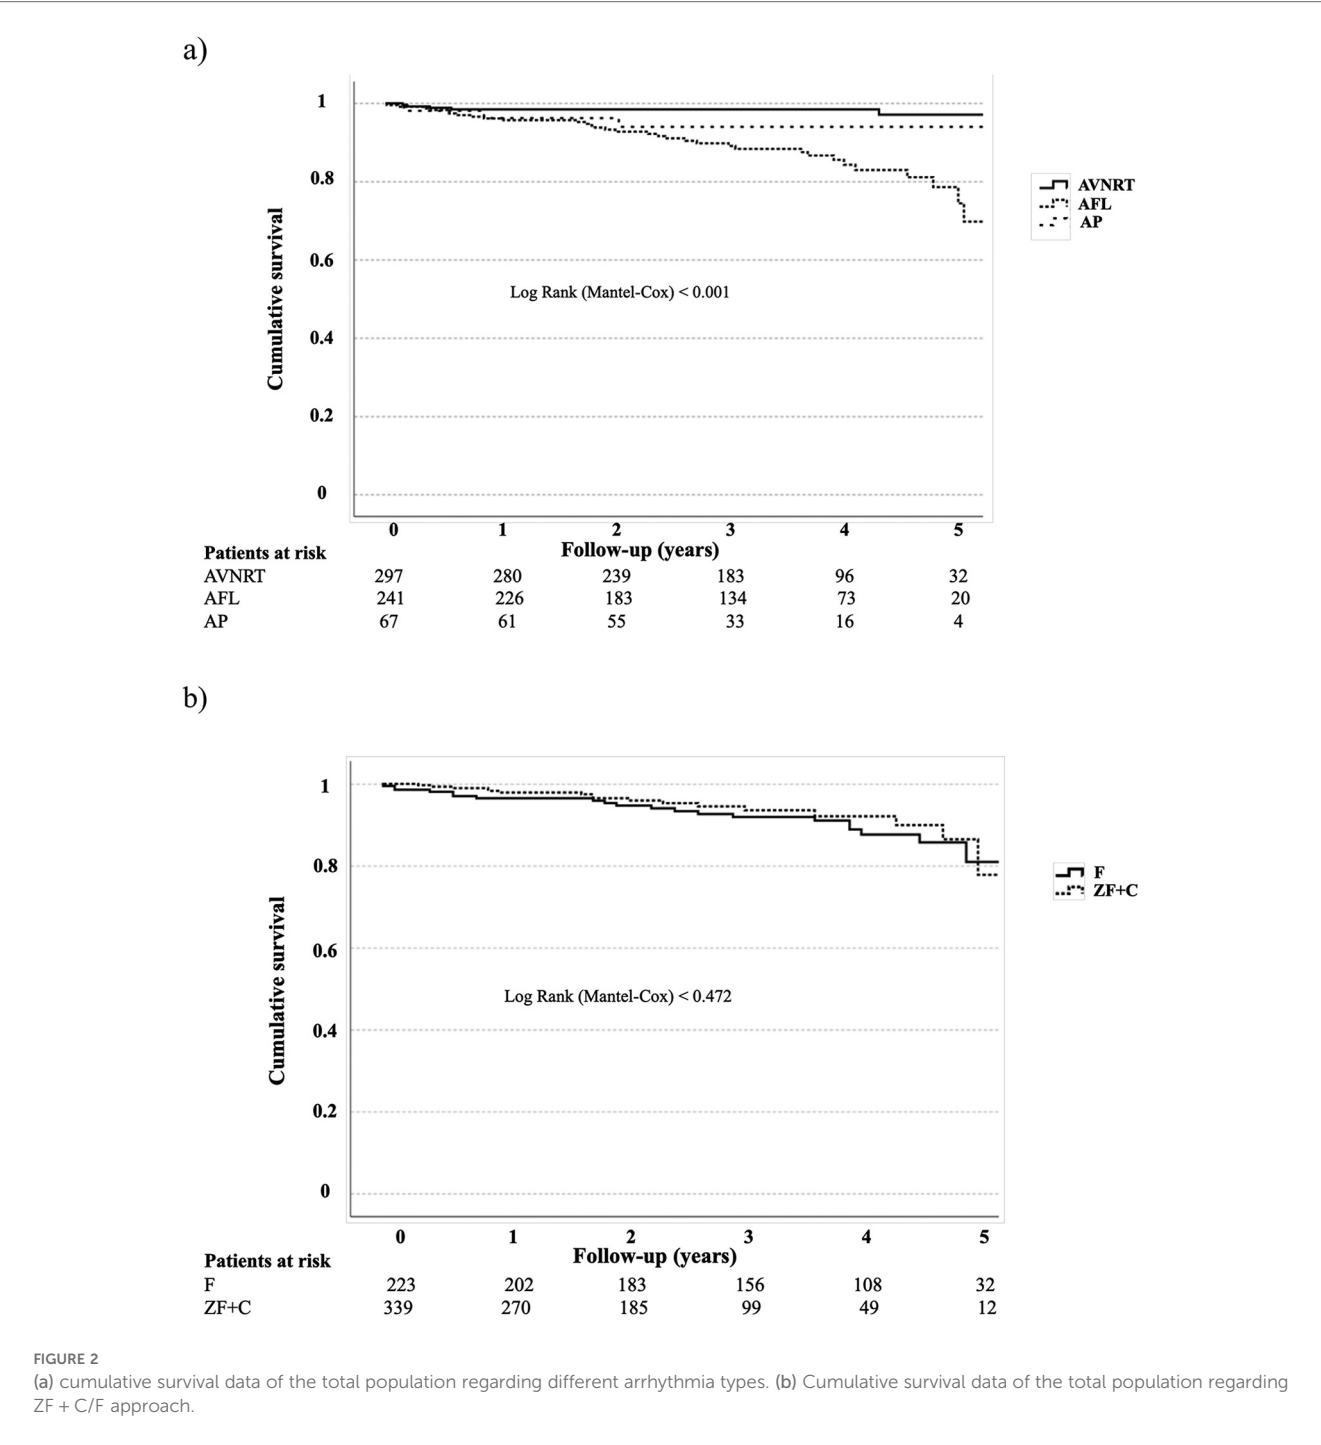 a)
1
0.8
0.6
0.4
0.2
0
Cumulative survival
Log Rank (Mantel-Cox) < 0.001
AVNRT
AFL
AP
0 1 2 3 4 5
Follow-up (years)
Patients at risk
AVNRT 297 280 239 183 96 32
AFL 241 226 183 134 73 20
AP 67 61 55 33 16 4
b)
1
0.8
0.6
0.4
0.2
0
Cumulative survival
Log Rank (Mantel-Cox) < 0.472
F
ZF+C
0 1 2 3 4 5
Follow-up (years)
Patients at risk
F 223 202 183 156 108 32
ZF+C 339 270 185 99 49 12
FIGURE 2
(a) cumulative survival data of the total population regarding different arrhythmia types. (b) Cumulative survival data of the total population regarding
ZF + C/F approach.